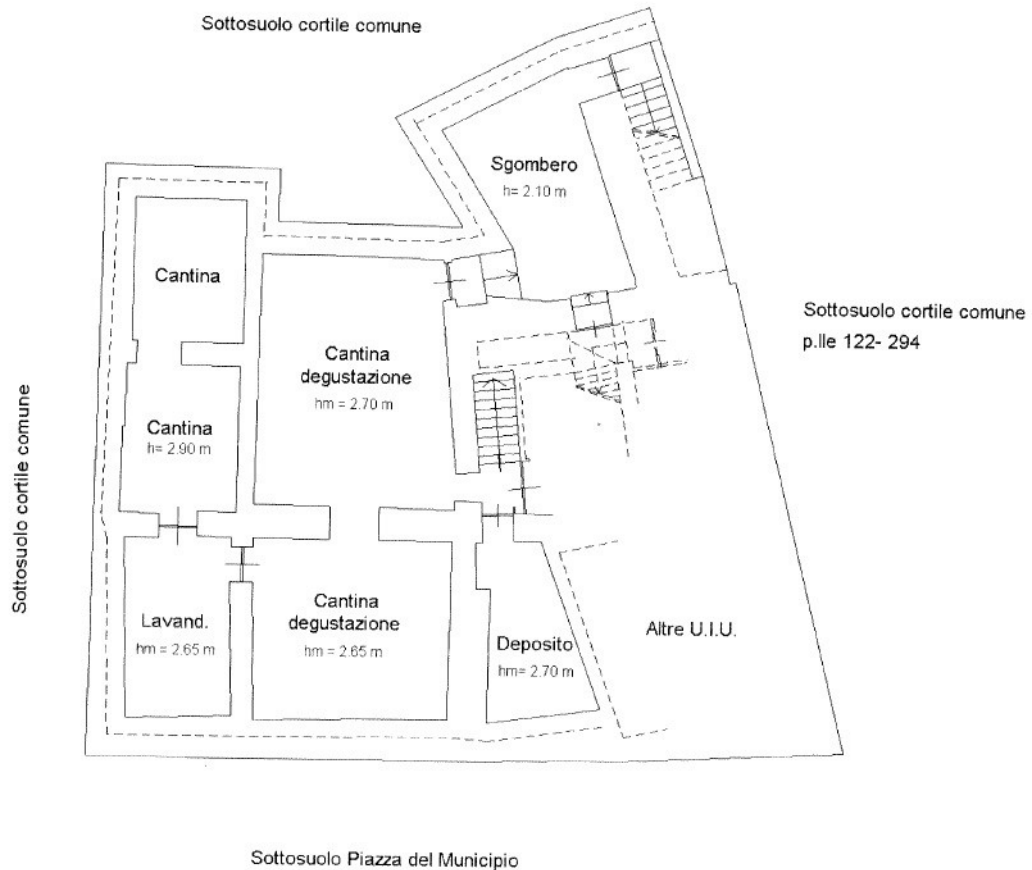 Sottosuolo cortile comune
Sgombero
h= 2.10 m
Cantina
Sottosuolo cortile comune
p.lle 122- 294
Cantina
degustazione
hm = 2.70 m
Cantina
h= 2.90 m
Sottosuolo cortile comune
Lavand.
hm = 2.65 m
Cantina
degustazione
hm = 2.65 m
Deposito
hm= 2.70 m
Altre U.I.U.
Sottosuolo Piazza del Municipio